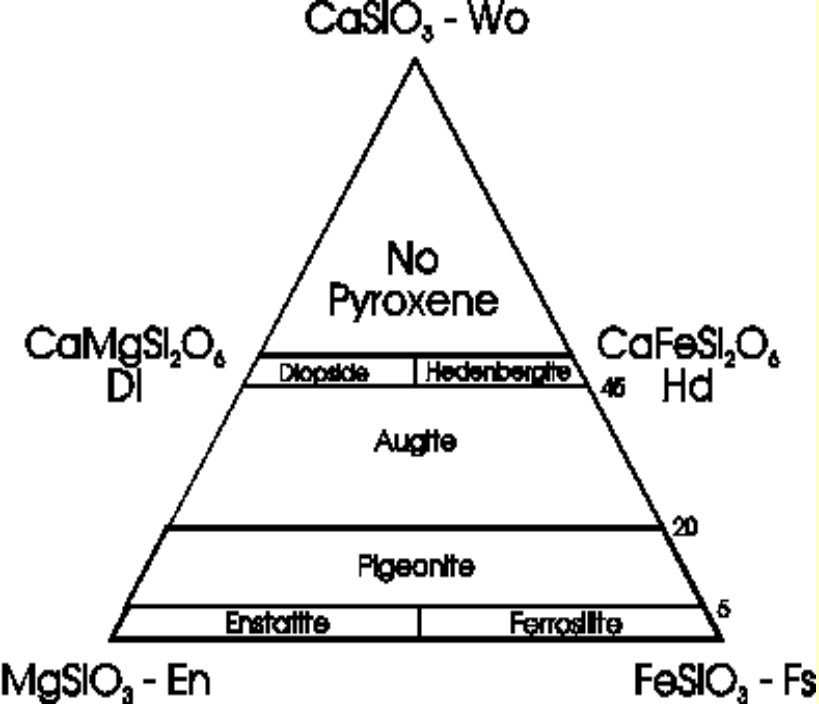 CaSiO₃ - Wo
No
Pyroxene
CaMgSi₂O₆
Di
CaFeSi₂O₆
Hd
Diopside
Hedenbergite
45
Augite
20
Pigeonite
5
Enstatite
Ferrosilite
MgSiO₃ - En
FeSiO₃ - Fs